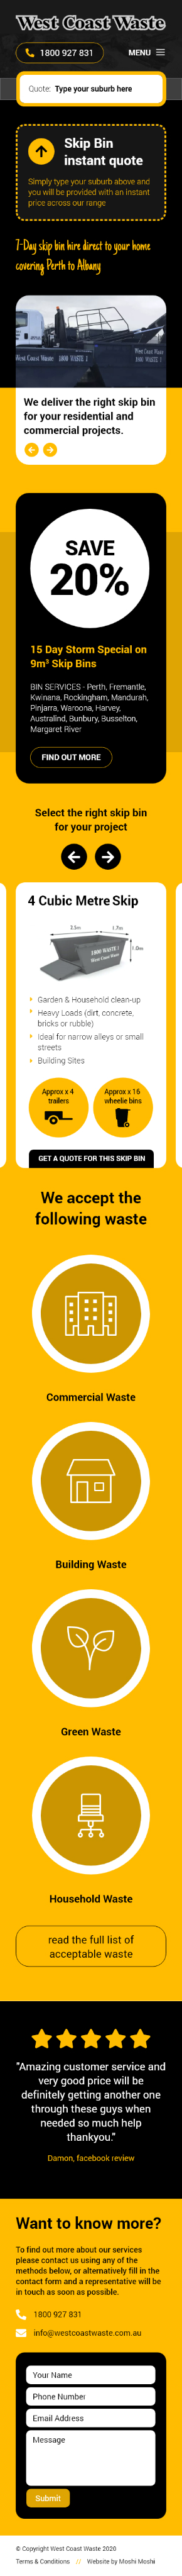 West Coast Waste
1800 927 831
MENU
Quote: Type your suburb here
Skip Bin
instant quote
Simply type your suburb above and
you will be provided with an instant
price across our range
7-Day skip bin hire direct to your home
covering Perth to Albany
West Coast Waste 1800 WASTE 1
We deliver the right skip bin
for your residential and
commercial projects.
SAVE
20%
15 Day Storm Special on
9m³ Skip Bins
BIN SERVICES - Perth, Fremantle,
Kwinana, Rockingham, Mandurah,
Pinjarra, Waroona, Harvey,
Australind, Bunbury, Busselton,
Margaret River
FIND OUT MORE
Select the right skip bin
for your project
4 Cubic Metre Skip
2.5m
1.7m
1.0m
1800 WASTE 1
West Coast Waste
Garden & Household clean-up
Heavy Loads (dirt, concrete,
bricks or rubble)
Ideal for narrow alleys or small
streets
Building Sites
Approx x 4
trailers
Approx x 16
wheelie bins
GET A QUOTE FOR THIS SKIP BIN
We accept the
following waste
Commercial Waste
Building Waste
Green Waste
Household Waste
read the full list of
acceptable waste
"Amazing customer service and
very good price will be
definitely getting another one
through these guys when
needed so much help
thankyou."
Damon, facebook review
Want to know more?
To find out more about our services
please contact us using any of the
methods below, or alternatively fill in the
contact form and a representative will be
in touch as soon as possible.
1800 927 831
info@westcoastwaste.com.au
Your Name
Phone Number
Email Address
Message
Submit
© Copyright West Coast Waste 2026
Terms & Conditions // Website by Moshi Moshi